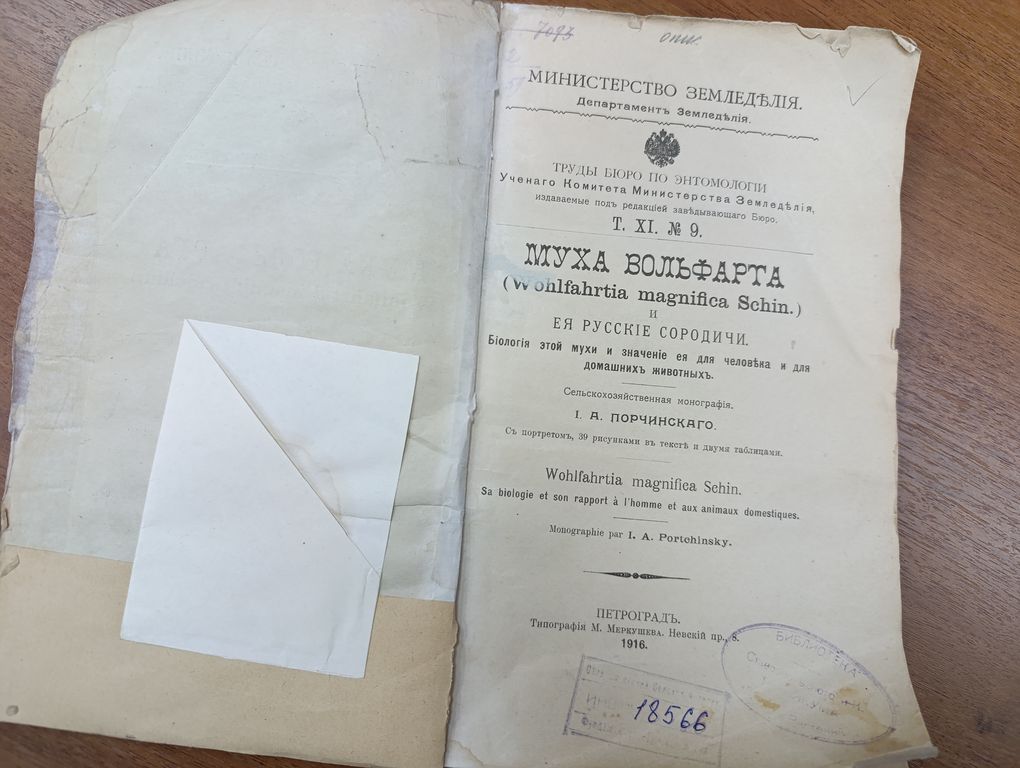 7093
опис.
МИНИСТЕРСТВО ЗЕМЛЕДѢЛІЯ.
Департаментъ Земледѣлія.
ТРУДЫ БЮРО ПО ЭНТОМОЛОГІИ
Ученаго Комитета Министерства Земледѣлія,
издаваемые подъ редакціей завѣдывающаго Бюро.
Т. XI. № 9.
МУХА ВОЛЬФАРТА
(Wohlfahrtia magnifica Schin.)
И
ЕЯ РУССКІЕ СОРОДИЧИ.
Біологія этой мухи и значеніе ея для человѣка и для
домашнихъ животныхъ.
Сельскохозяйственная монографія.
І. А. ПОРЧИНСКАГО.
Съ портретомъ, 39 рисунками въ текстѣ и двумя таблицами.
Wohlfahrtia magnifica Schin.
Sa biologie et son rapport à l'homme et aux animaux domestiques.
Monographie par I. A. Portchinsky.
ПЕТРОГРАДЪ.
Типографія М. Меркушева. Невскій пр., 8.
1916.
БИБЛИОТЕКА
18566